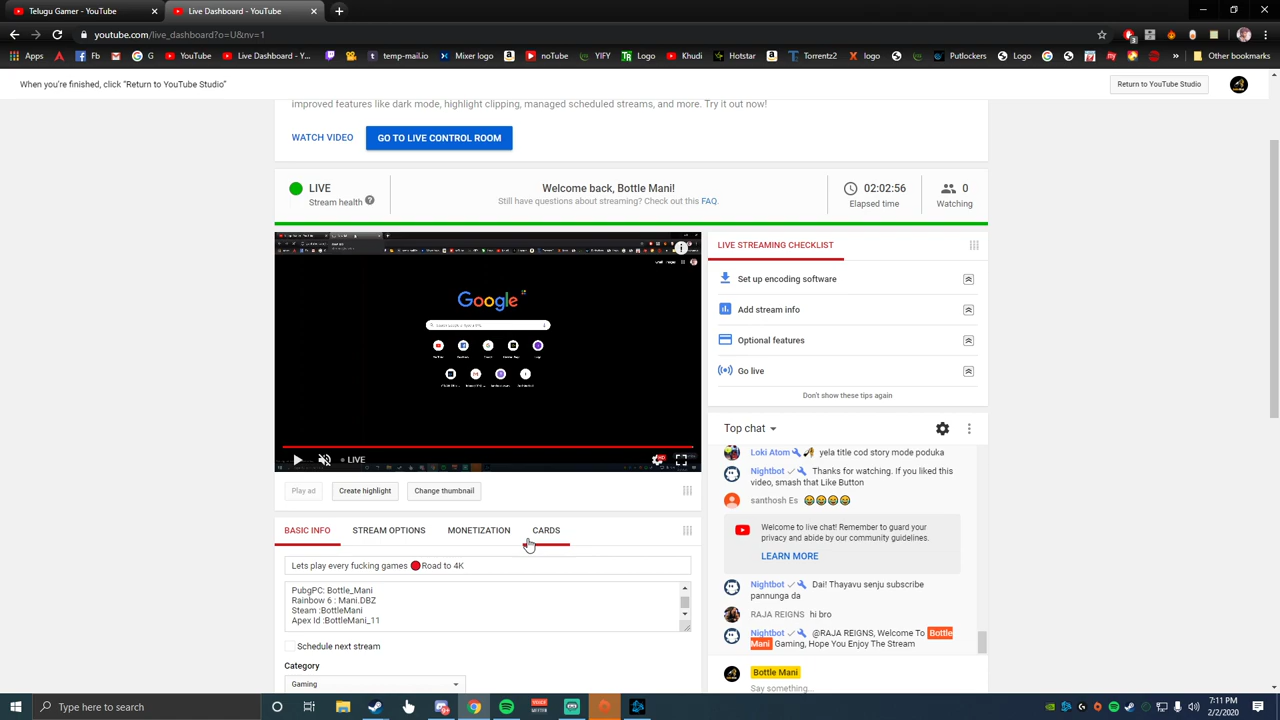 Telugu Gamer - YouTube
Live Dashboard - YouTube
youtube.com/live_dashboard?o=U&nv=1
Apps
Fb
G
YouTube
Live Dashboard - Y...
temp-mail.io
Mixer logo
noTube
YIFY
Logo
Khudi
Hotstar
Torrentz2
logo
Putlockers
Logo
Other bookmarks
When you're finished, click "Return to YouTube Studio"
Return to YouTube Studio
improved features like dark mode, highlight clipping, managed scheduled streams, and more. Try it out now!
WATCH VIDEO
GO TO LIVE CONTROL ROOM
LIVE
Stream health
Welcome back, Bottle Mani!
Still have questions about streaming? Check out this FAQ.
02:02:56
Elapsed time
0
Watching
Google
LIVE
LIVE STREAMING CHECKLIST
Set up encoding software
Add stream info
Optional features
Go live
Don't show these tips again
Play ad
Create highlight
Change thumbnail
BASIC INFO
STREAM OPTIONS
MONETIZATION
CARDS
Lets play every fucking games 🔴Road to 4K
PubgPC: Bottle_Mani
Rainbow 6 : Mani.DBZ
Steam :BottleMani
Apex Id :BottleMani_11
Schedule next stream
Category
Gaming
Top chat
Loki Atom yela title cod story mode poduka
Nightbot Thanks for watching. If you liked this
video, smash that Like Button
santhosh Es 😂😂😂😂
Welcome to live chat! Remember to guard your
privacy and abide by our community guidelines.
LEARN MORE
Nightbot Dai! Thayavu senju subscribe
pannunga da
RAJA REIGNS hi bro
Nightbot @RAJA REIGNS, Welcome To Bottle
Mani Gaming, Hope You Enjoy The Stream
Bottle Mani
Say something...
Type here to search
7:11 PM
2/2/2020